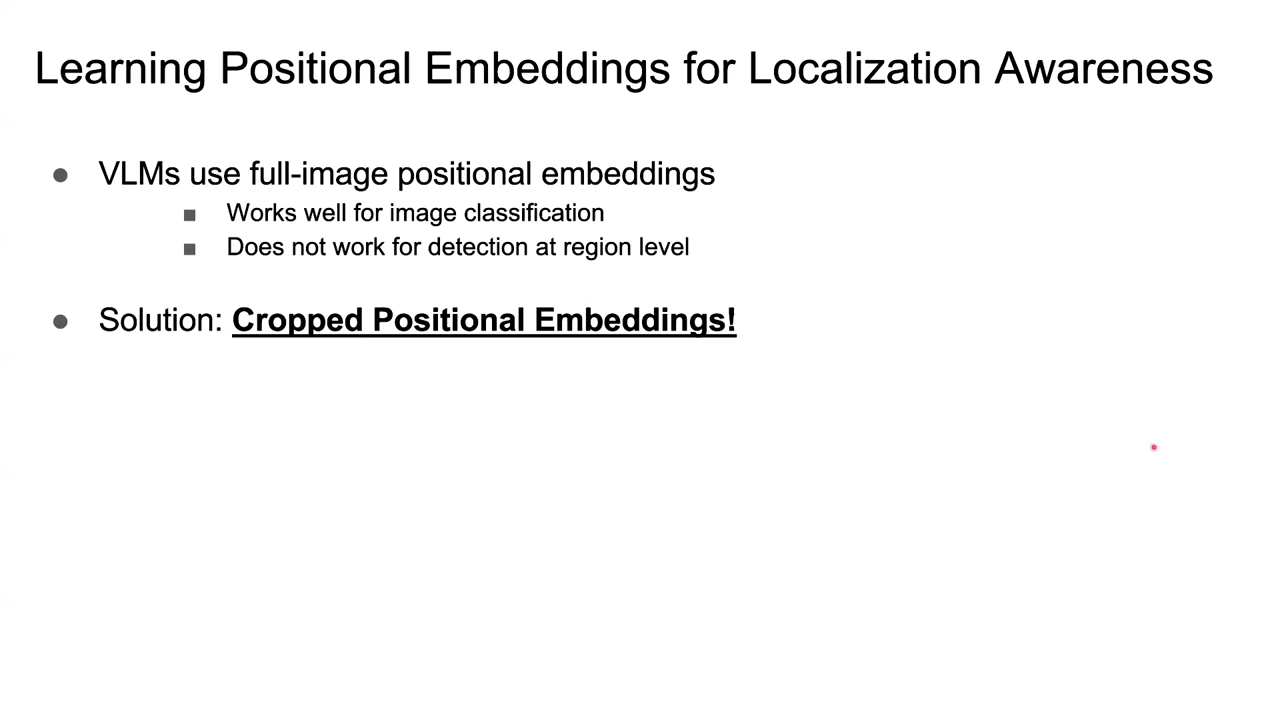 Learning Positional Embeddings for Localization Awareness
● VLMs use full-image positional embeddings
■ Works well for image classification
■ Does not work for detection at region level
● Solution: Cropped Positional Embeddings!